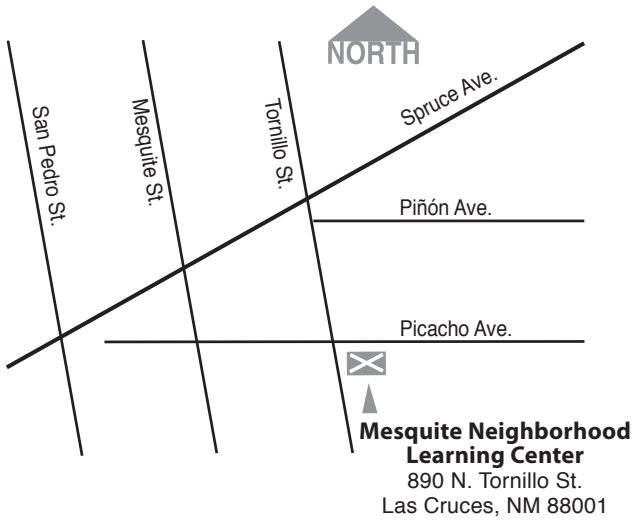 NORTH
San Pedro St.
Mesquite St.
Tornillo St.
Spruce Ave.
Piñón Ave.
Picacho Ave.
Mesquite Neighborhood
Learning Center
890 N. Tornillo St.
Las Cruces, NM 88001